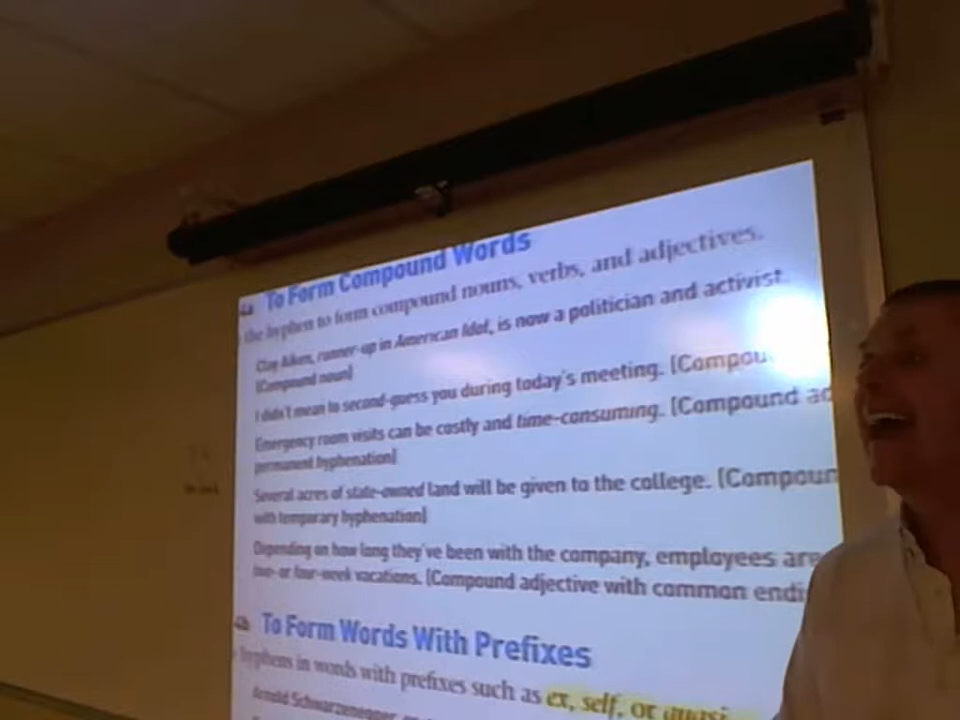 To Form Compound Words
the hyphen to form compound nouns, verbs, and adjectives.
Clay Aiken, runner-up in American Idol, is now a politician and activist.
(Compound noun)
I didn't mean to second-guess you during today's meeting. (Compou
Emergency room visits can be costly and time-consuming. (Compound ad
permanent hyphenation)
Several acres of state-owned land will be given to the college. (Compoun
with temporary hyphenation)
Depending on how long they've been with the company, employees are
two- or four-week vacations. (Compound adjective with common endi
To Form Words With Prefixes
hyphens in words with prefixes such as ex, self, or quasi
Arnold Schwarzenegger